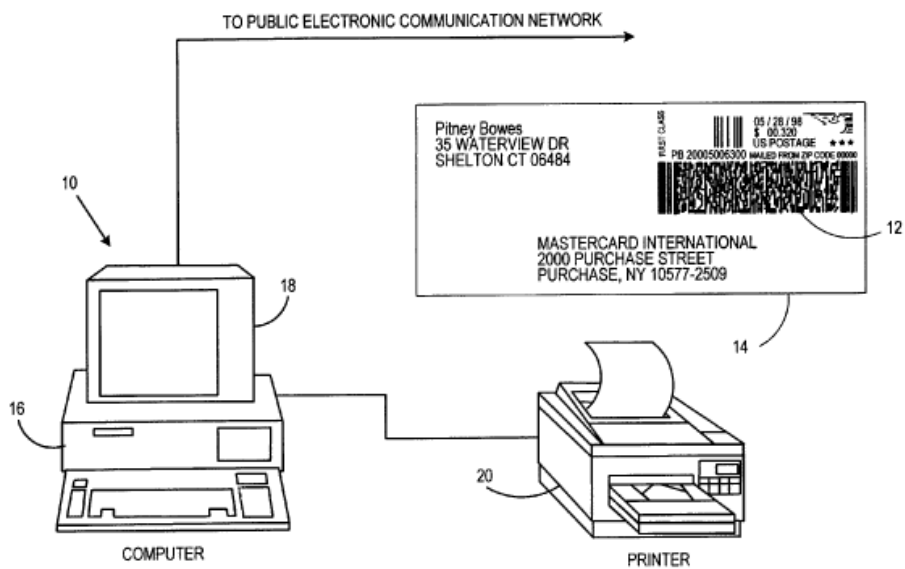 TO PUBLIC ELECTRONIC COMMUNICATION NETWORK
Pitney Bowes
35 WATERVIEW DR
SHELTON CT 06484
FIRST CLASS
05 / 28 / 98
$ 00.320
US POSTAGE ★★★
PB 20005006300 MAILED FROM ZIP CODE 00000
12
MASTERCARD INTERNATIONAL
2000 PURCHASE STREET
PURCHASE, NY 10577-2509
14
10
18
16
20
COMPUTER
PRINTER